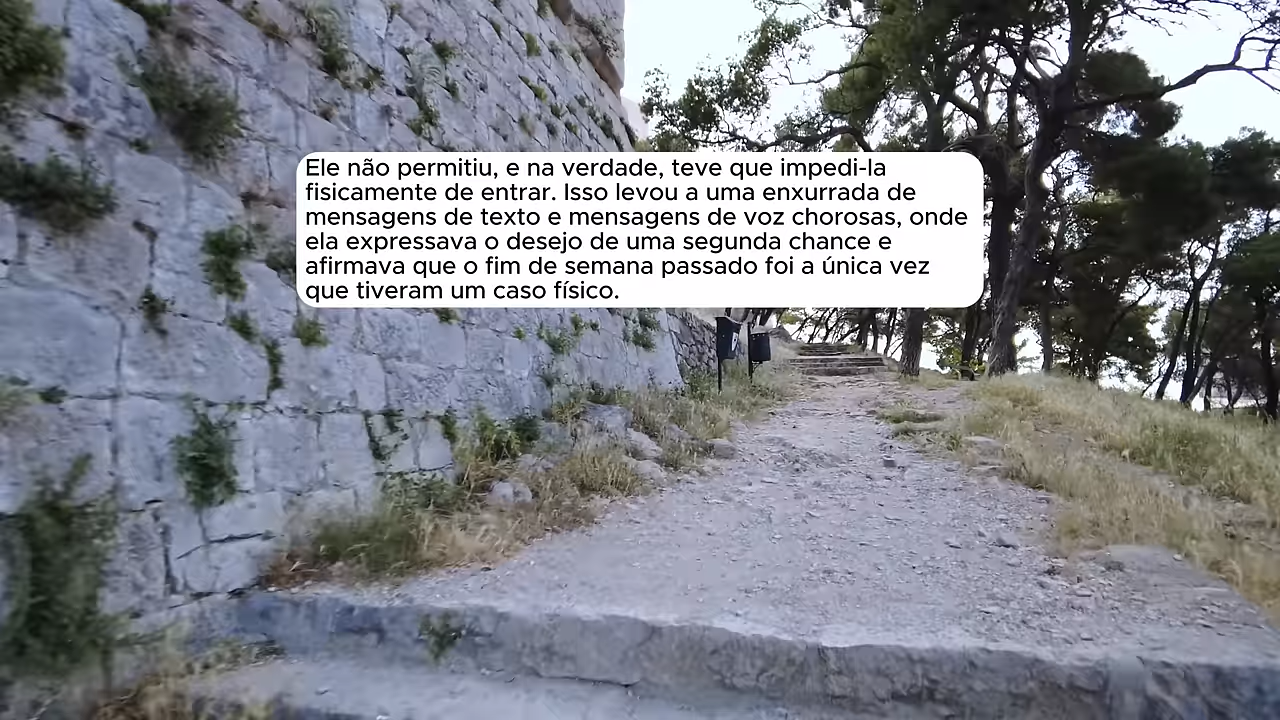 Ele não permitiu, e na verdade, teve que impedi-la
fisicamente de entrar. Isso levou a uma enxurrada de
mensagens de texto e mensagens de voz chorosas, onde
ela expressava o desejo de uma segunda chance e
afirmava que o fim de semana passado foi a única vez
que tiveram um caso físico.